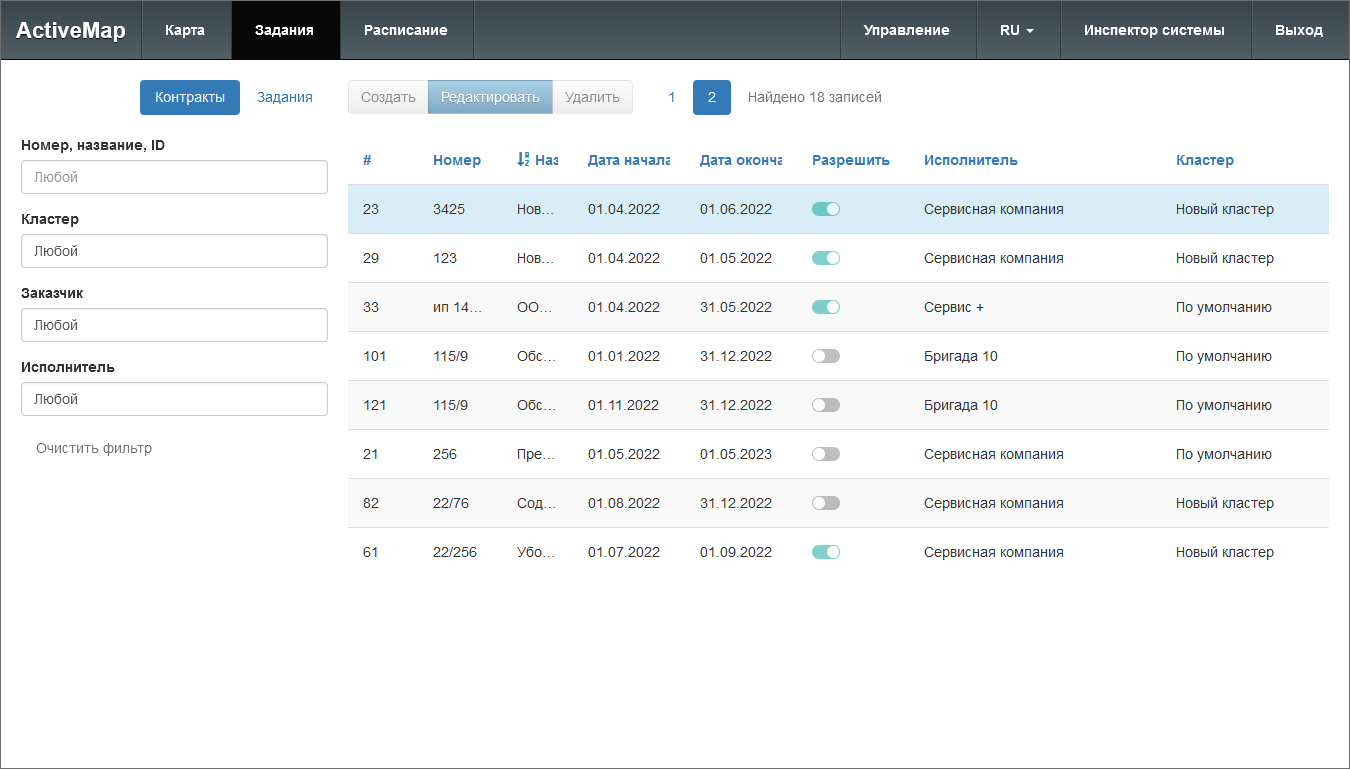 ActiveMap Карта Задания Расписание Управление RU Инспектор системы Выход
Контракты Задания Создать Редактировать Удалить 1 2 Найдено 18 записей
Номер, название, ID
Любой
Кластер
Любой
Заказчик
Любой
Исполнитель
Любой
Очистить фильтр
# Номер Наз Дата начала Дата оконча Разрешить Исполнитель Кластер
23 3425 Нов... 01.04.2022 01.06.2022 Сервисная компания Новый кластер
29 123 Нов... 01.04.2022 01.05.2022 Сервисная компания Новый кластер
33 ип 14... ОО... 01.04.2022 31.05.2022 Сервис + По умолчанию
101 115/9 Обс... 01.01.2022 31.12.2022 Бригада 10 По умолчанию
121 115/9 Обс... 01.11.2022 31.12.2022 Бригада 10 По умолчанию
21 256 Пре... 01.05.2022 01.05.2023 Сервисная компания По умолчанию
82 22/76 Сод... 01.08.2022 31.12.2022 Сервисная компания Новый кластер
61 22/256 Убо... 01.07.2022 01.09.2022 Сервисная компания Новый кластер